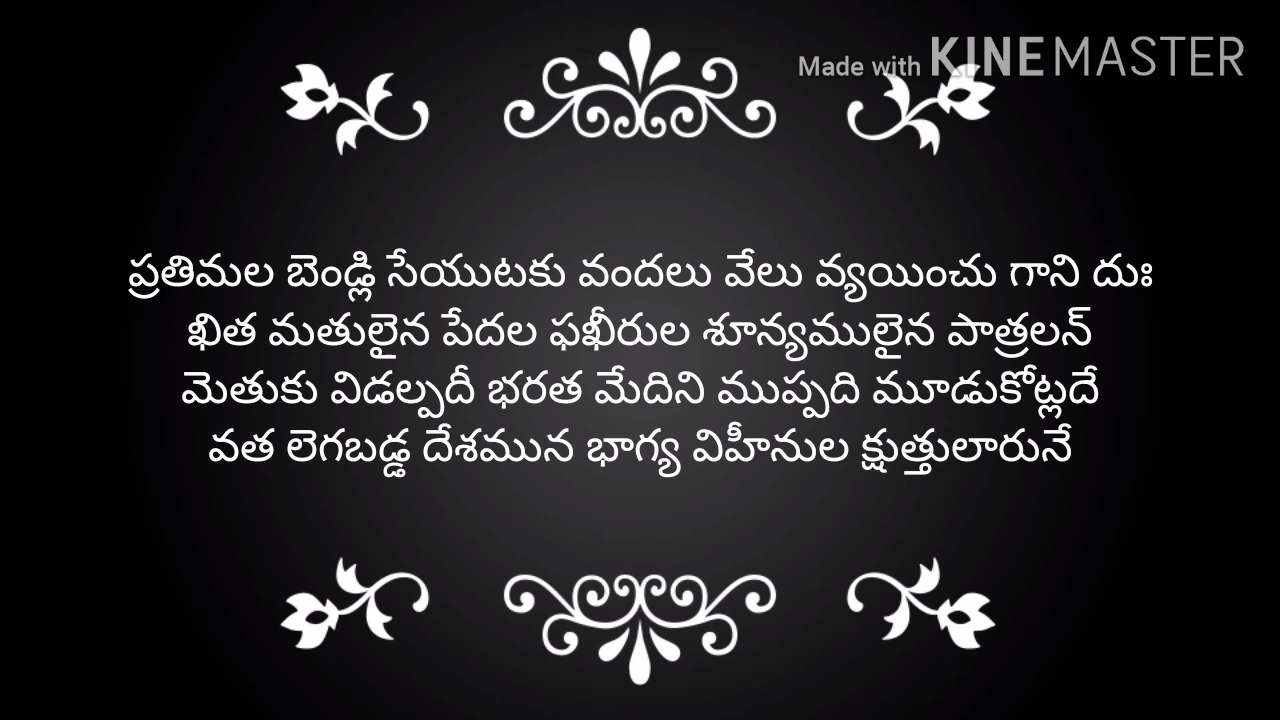 Made with KINEMASTER
ప్రతిమల బెండ్లి సేయుటకు వందలు వేలు వ్యయించు గాని దుః
ఖిత మతులైన పేదల ఫఖీరుల శూన్యములైన పాత్రలన్
మెతుకు విడల్పదీ భరత మేదిని ముప్పది మూడుకోట్లదే
వత లెగబడ్డ దేశమున భాగ్య విహీనుల క్షుత్తులారునే